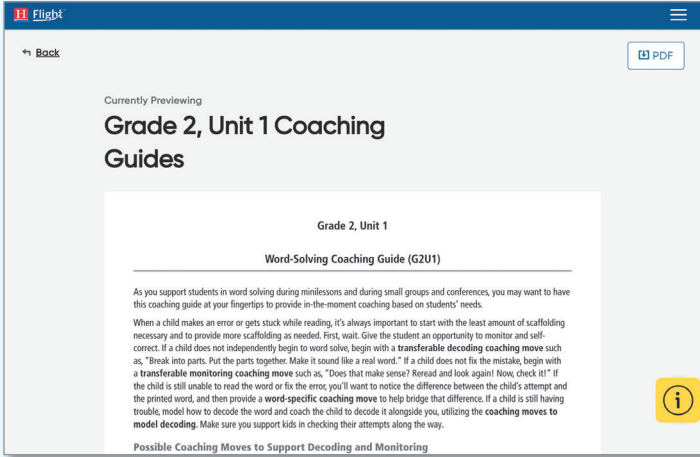 H Flight
Back
PDF
Currently Previewing
Grade 2, Unit 1 Coaching
Guides
Grade 2, Unit 1
Word-Solving Coaching Guide (G2U1)
As you support students in word solving during minilessons and during small groups and conferences, you may want to have
this coaching guide at your fingertips to provide in-the-moment coaching based on students' needs.
When a child makes an error or gets stuck while reading, it's always important to start with the least amount of scaffolding
necessary and to provide more scaffolding as needed. First, wait. Give the student an opportunity to monitor and self-
correct. If a child does not independently begin to word solve, begin with a transferable decoding coaching move such
as, "Break into parts. Put the parts together. Make it sound like a real word." If a child does not fix the mistake, begin with
a transferable monitoring coaching move such as, "Does that make sense? Reread and look again! Now, check it!" If
the child is still unable to read the word or fix the error, you'll want to notice the difference between the child's attempt and
the printed word, and then provide a word-specific coaching move to help bridge that difference. If a child is still having
trouble, model how to decode the word and coach the child to decode it alongside you, utilizing the coaching moves to
model decoding. Make sure you support kids in checking their attempts along the way.
Possible Coaching Moves to Support Decoding and Monitoring
i